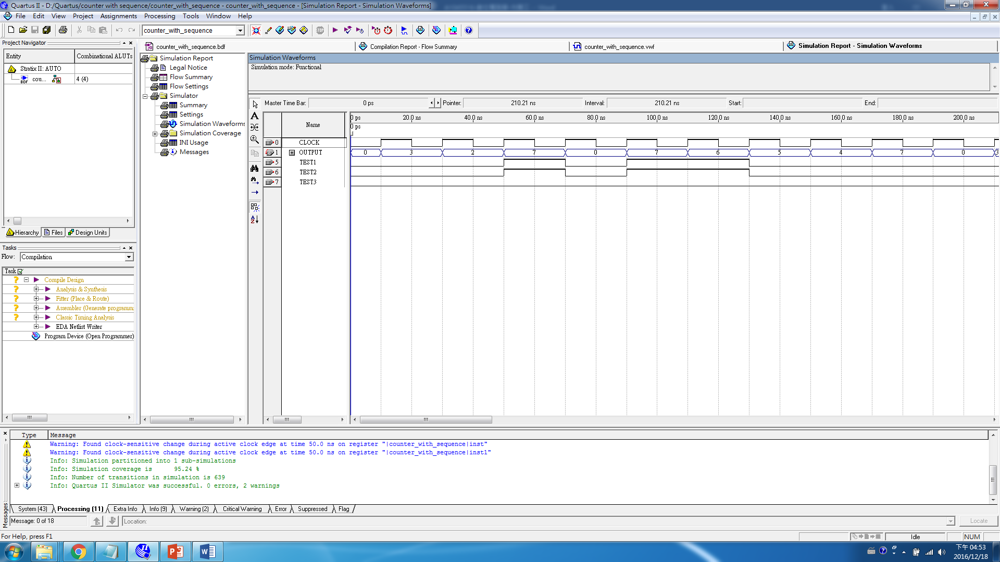 Quartus II - D:/Quartus/counter with sequence/counter_with_sequence - counter_with_sequence - [Simulation Report - Simulation Waveforms]
File Edit View Project Assignments Processing Tools Window Help
counter_with_sequence
Project Navigator
Entity Combinational ALUTs
Stratix II: AUTO
cou... 4 (4)
Hierarchy Files Design Units
Tasks
Flow: Compilation
Task
Compile Design
Analysis & Synthesis
Fitter (Place & Route)
Assembler (Generate programm
Classic Timing Analysis
EDA Netlist Writer
Program Device (Open Programmer)
counter_with_sequence.bdf
Compilation Report - Flow Summary
counter_with_sequence.vwf
Simulation Report - Simulation Waveforms
Simulation Report
Legal Notice
Flow Summary
Flow Settings
Simulator
Summary
Settings
Simulation Waveforms
Simulation Coverage
INI Usage
Messages
Simulation Waveforms
Simulation mode: Functional
Master Time Bar: 0 ps Pointer: 210.21 ns Interval: 210.21 ns Start: End:
Name
0 ps 20.0 ns 40.0 ns 60.0 ns 80.0 ns 100.0 ns 120.0 ns 140.0 ns 160.0 ns 180.0 ns 200.0 ns
0 ps
0 CLOCK
1 OUTPUT 0 3 2 7 0 7 6 5 4 7 0 3
5 TEST1
6 TEST2
7 TEST3
Type Message
Warning: Found clock-sensitive change during active clock edge at time 50.0 ns on register "|counter_with_sequence|inst"
Warning: Found clock-sensitive change during active clock edge at time 50.0 ns on register "|counter_with_sequence|inst1"
Info: Simulation partitioned into 1 sub-simulations
Info: Simulation coverage is 95.24 %
Info: Number of transitions in simulation is 639
Info: Quartus II Simulator was successful. 0 errors, 2 warnings
System (43) Processing (11) Extra Info Info (9) Warning (2) Critical Warning Error Suppressed Flag
Messages
Message: 0 of 18 Location: Locate
For Help, press F1 Idle NUM
下午 04:53
2016/12/18